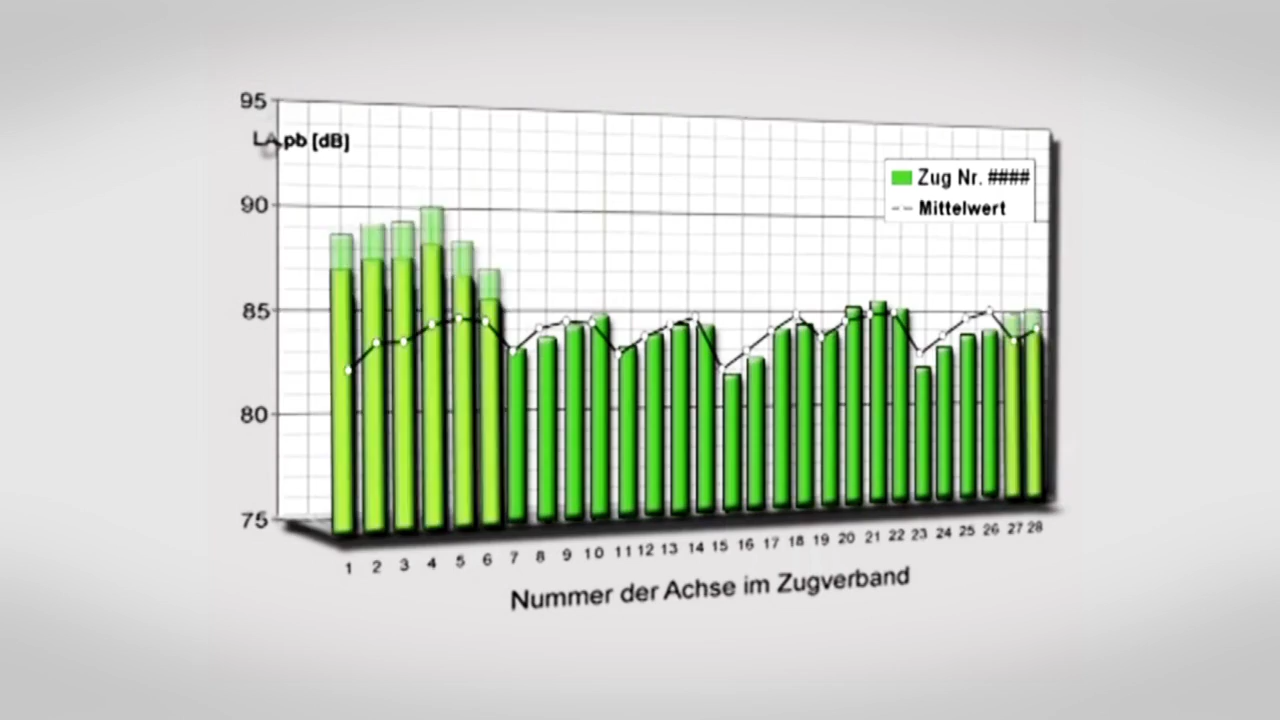 95
LA,pb [dB]
90
85
80
75
Zug Nr. ####
Mittelwert
1 2 3 4 5 6 7 8 9 10 11 12 13 14 15 16 17 18 19 20 21 22 23 24 25 26 27 28
Nummer der Achse im Zugverband